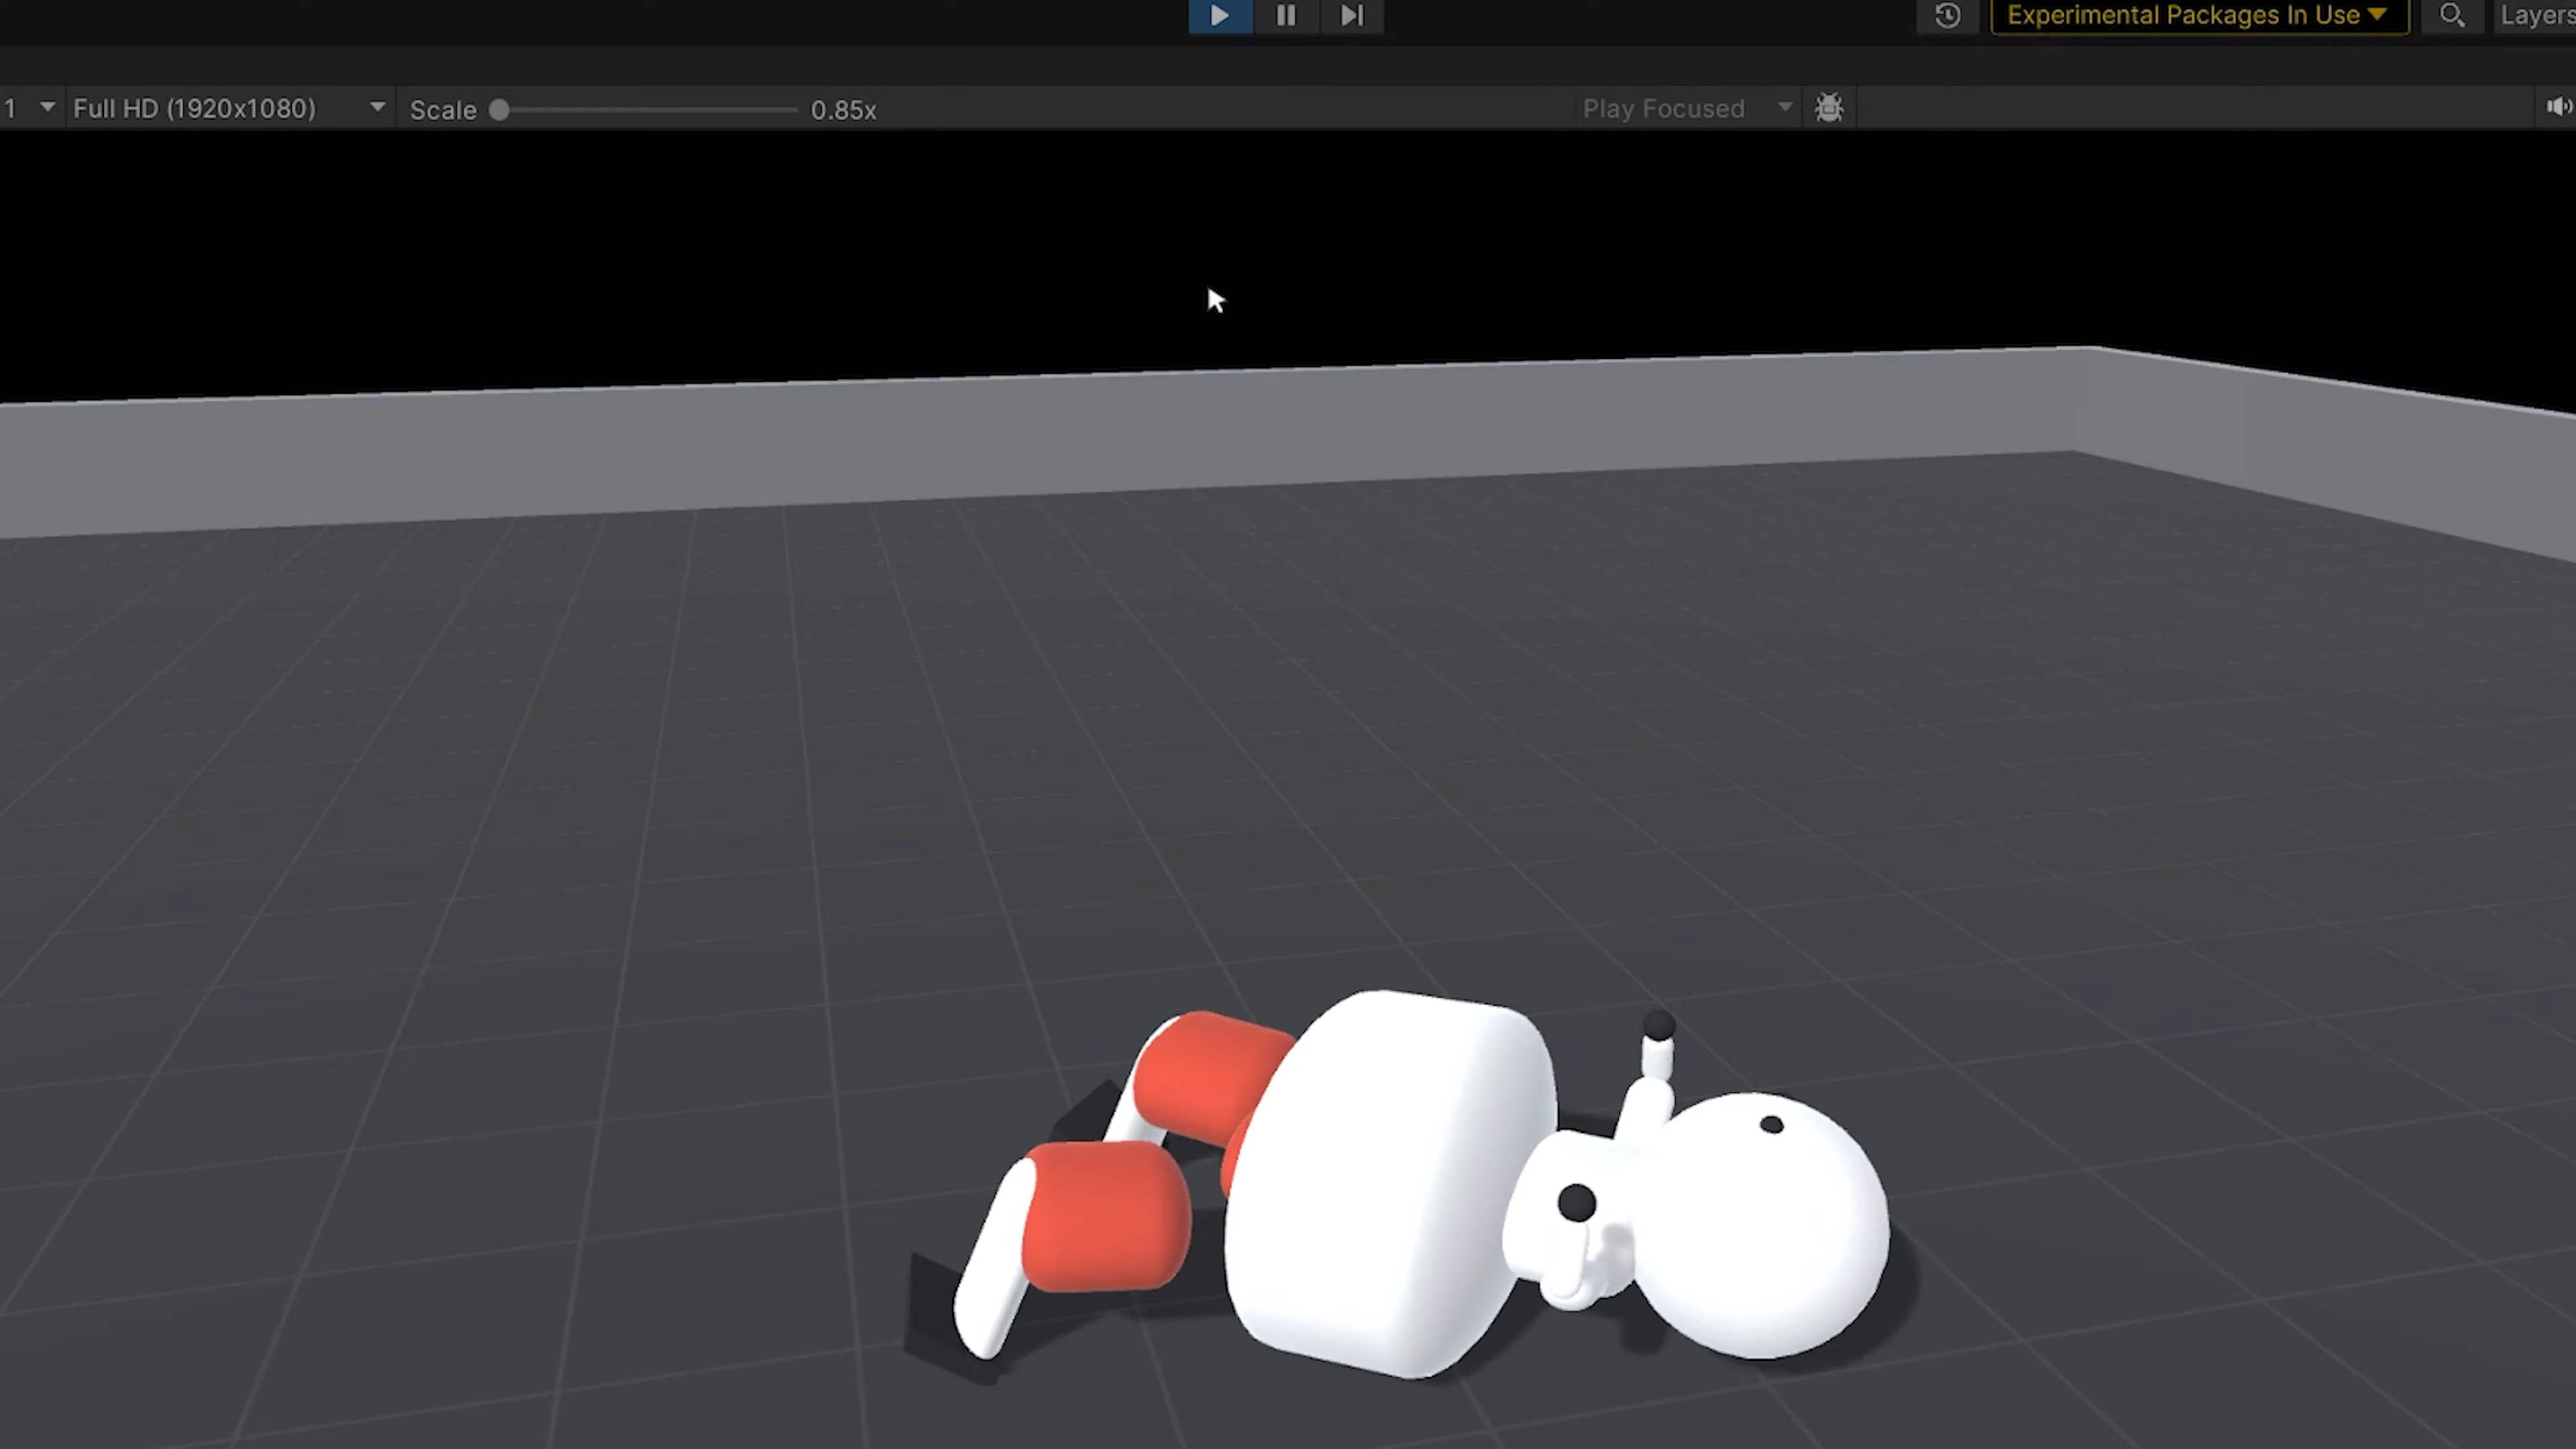 Experimental Packages In Use
Layers
1
Full HD (1920x1080)
Scale
0.85x
Play Focused